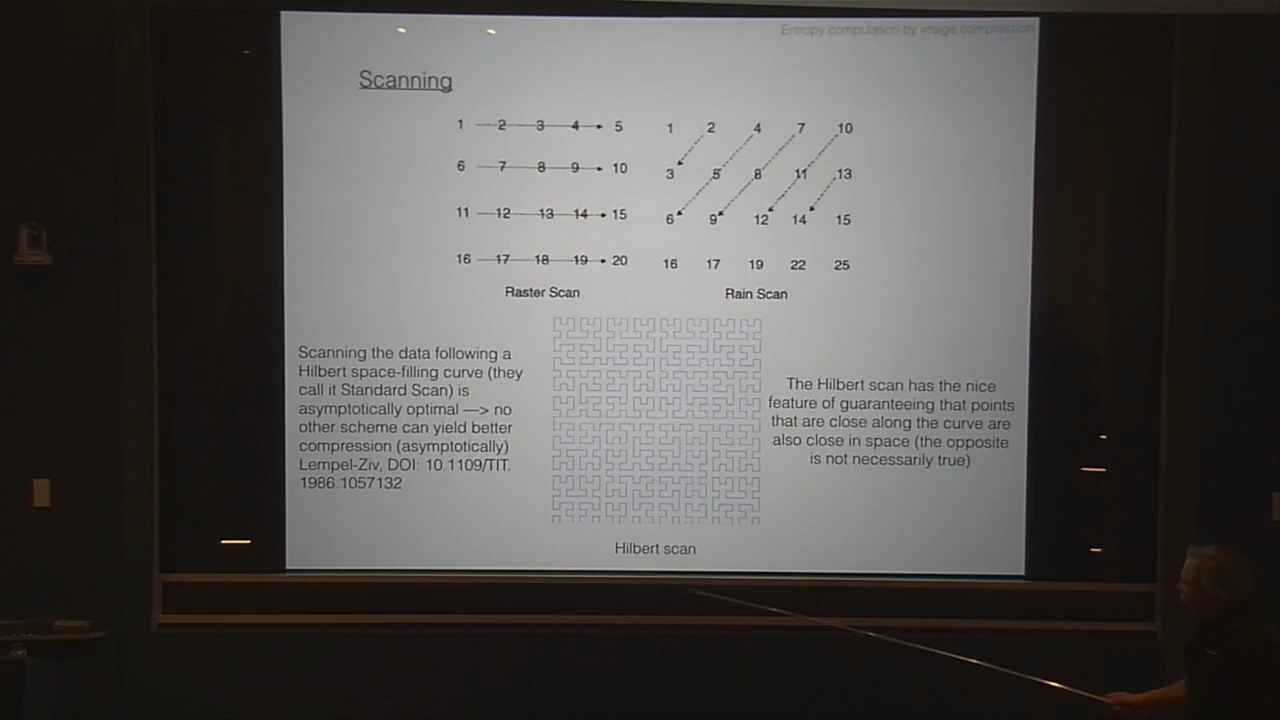 Entropy computation by image compression
Scanning
1 2 3 4 5
6 7 8 9 10
11 12 13 14 15
16 17 18 19 20
Raster Scan
1 2 4 7 10
3 5 8 11 13
6 9 12 14 15
16 17 19 22 25
Rain Scan
Scanning the data following a
Hilbert space-filling curve (they
call it Standard Scan) is
asymptotically optimal —> no
other scheme can yield better
compression (asymptotically)
Lempel-Ziv, DOI: 10.1109/TIT.
1986.1057132
Hilbert scan
The Hilbert scan has the nice
feature of guaranteeing that points
that are close along the curve are
also close in space (the opposite
is not necessarily true)